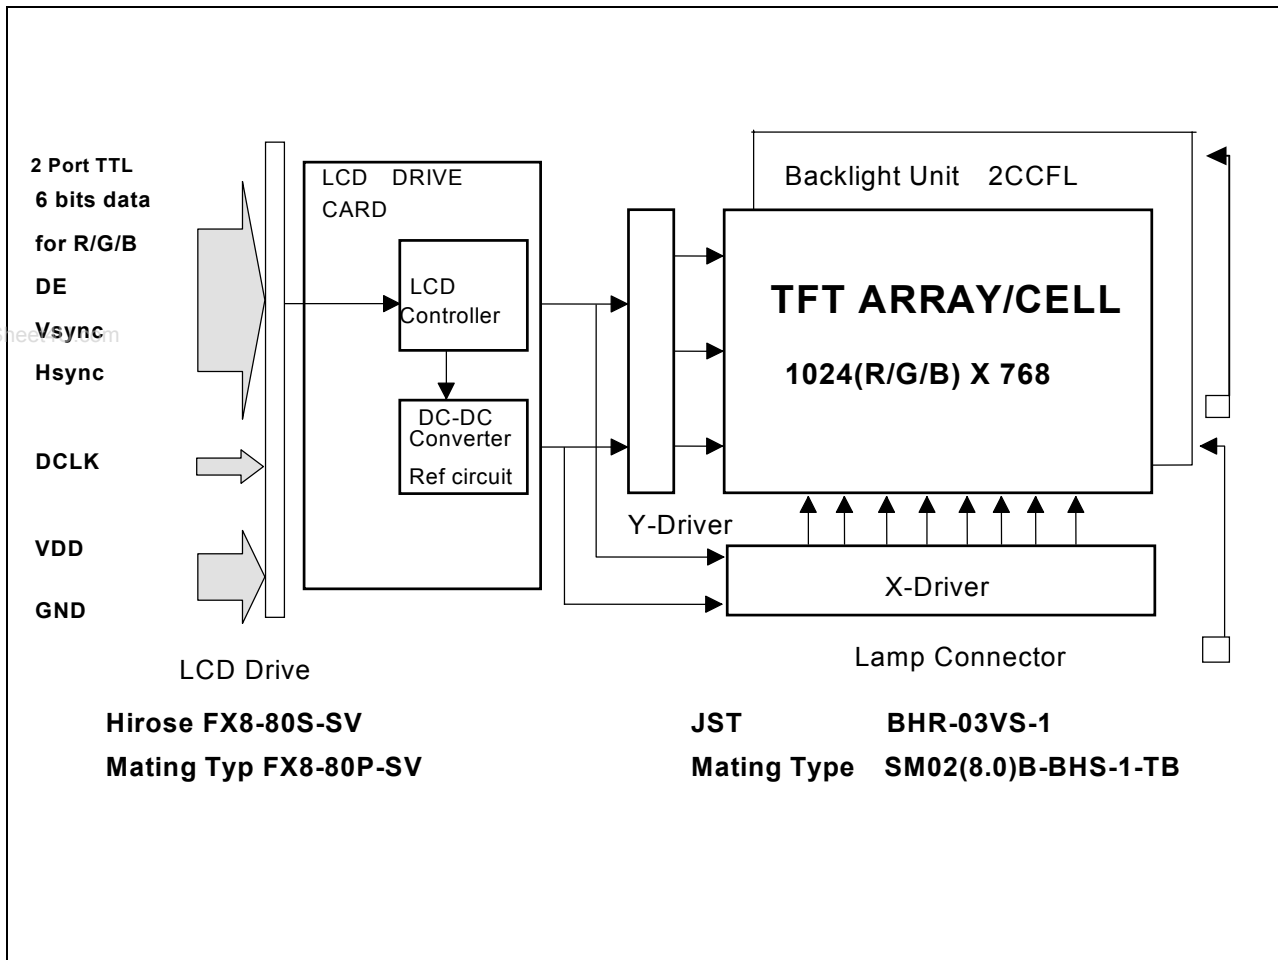 2 Port TTL
6 bits data
for R/G/B
DE
Vsync
Hsync
DCLK
VDD
GND
LCD DRIVE
CARD
LCD
Controller
DC-DC
Converter
Ref circuit
Y-Driver
Backlight Unit 2CCFL
TFT ARRAY/CELL
1024(R/G/B) X 768
X-Driver
LCD Drive
Lamp Connector
Hirose FX8-80S-SV
Mating Typ FX8-80P-SV
JST BHR-03VS-1
Mating Type SM02(8.0)B-BHS-1-TB